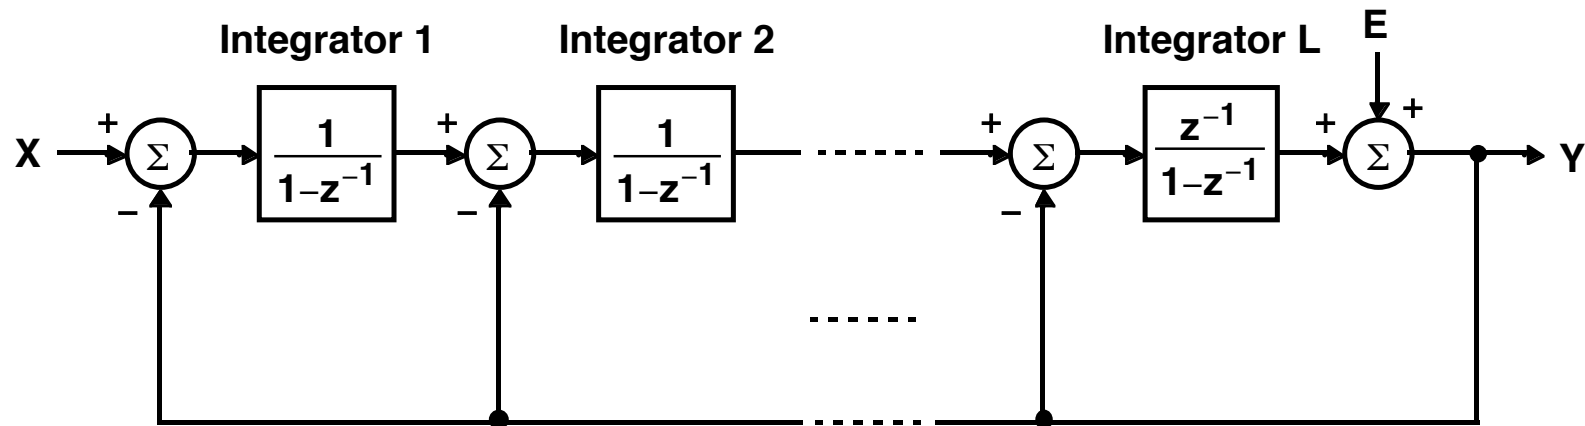 Integrator 1
Integrator 2
Integrator L
E
X
+
Σ
−
1
1−z⁻¹
+
Σ
−
1
1−z⁻¹
+
Σ
−
z⁻¹
1−z⁻¹
+
Σ
+
Y